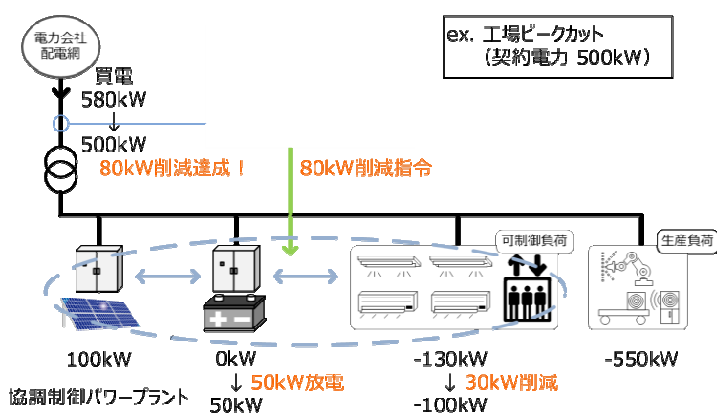 電力会社
配電網
ex. 工場ピークカット
(契約電力 500kW)
買電
580kW
↓
500kW
80kW削減達成！
80kW削減指令
可制御負荷
生産負荷
100kW
0kW
-130kW
-550kW
↓ 50kW放電
↓ 30kW削減
50kW
-100kW
協調制御パワープラント